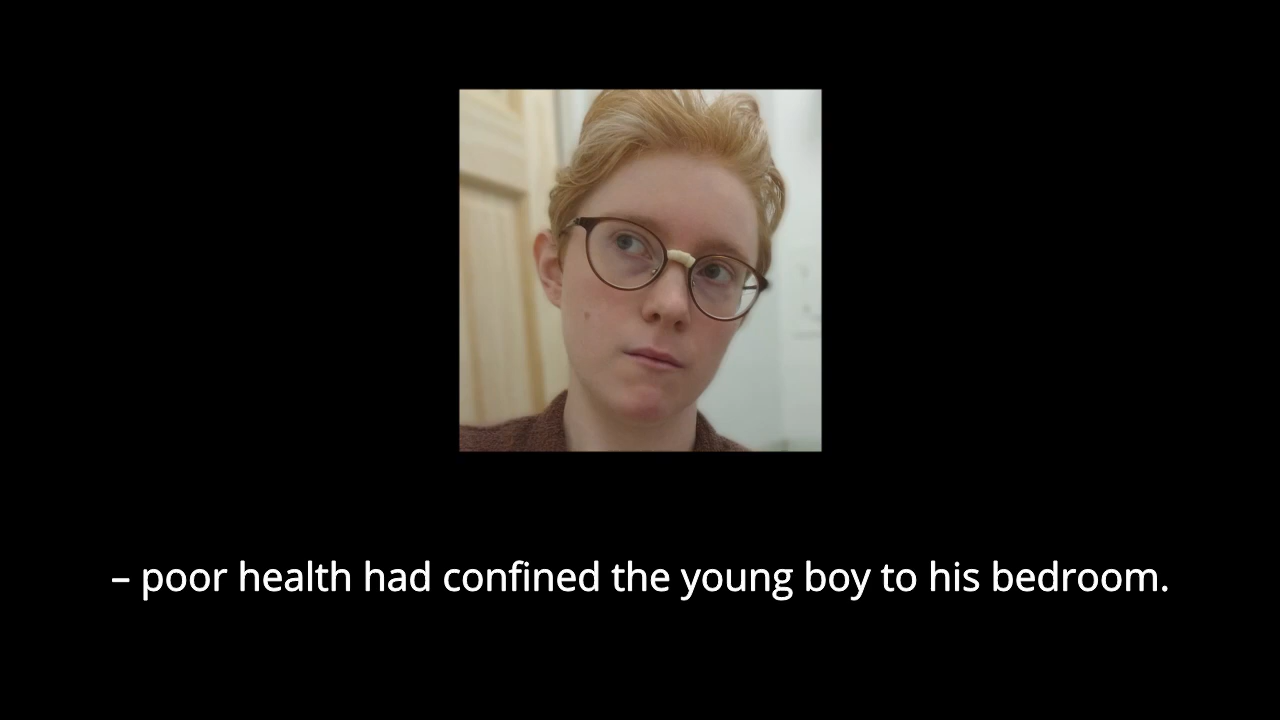 – poor health had confined the young boy to his bedroom.